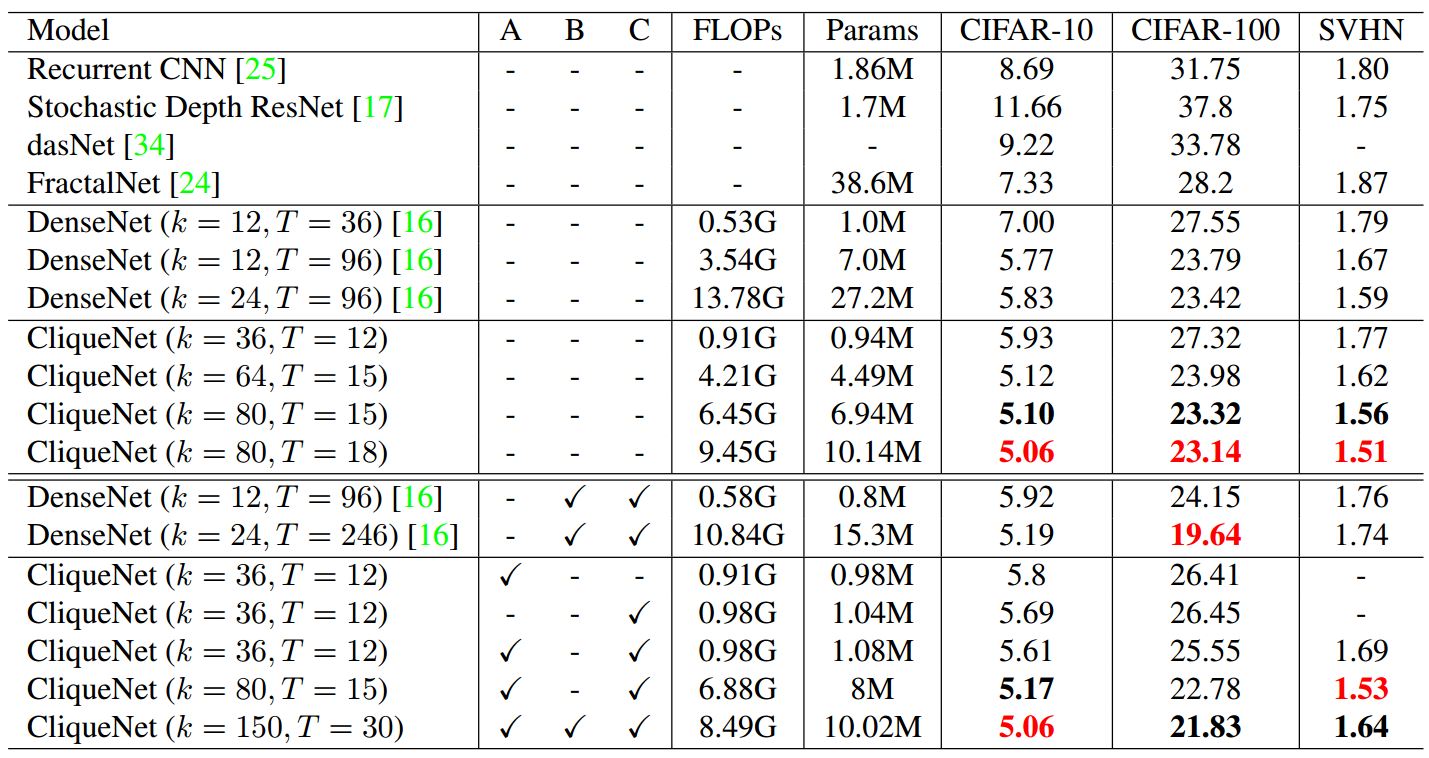 Model A B C FLOPs Params CIFAR-10 CIFAR-100 SVHN
Recurrent CNN [25] - - - - 1.86M 8.69 31.75 1.80
Stochastic Depth ResNet [17] - - - - 1.7M 11.66 37.8 1.75
dasNet [34] - - - - - 9.22 33.78 -
FractalNet [24] - - - - 38.6M 7.33 28.2 1.87
DenseNet (k = 12, T = 36) [16] - - - 0.53G 1.0M 7.00 27.55 1.79
DenseNet (k = 12, T = 96) [16] - - - 3.54G 7.0M 5.77 23.79 1.67
DenseNet (k = 24, T = 96) [16] - - - 13.78G 27.2M 5.83 23.42 1.59
CliqueNet (k = 36, T = 12) - - - 0.91G 0.94M 5.93 27.32 1.77
CliqueNet (k = 64, T = 15) - - - 4.21G 4.49M 5.12 23.98 1.62
CliqueNet (k = 80, T = 15) - - - 6.45G 6.94M 5.10 23.32 1.56
CliqueNet (k = 80, T = 18) - - - 9.45G 10.14M 5.06 23.14 1.51
DenseNet (k = 12, T = 96) [16] - ✓ ✓ 0.58G 0.8M 5.92 24.15 1.76
DenseNet (k = 24, T = 246) [16] - ✓ ✓ 10.84G 15.3M 5.19 19.64 1.74
CliqueNet (k = 36, T = 12) ✓ - - 0.91G 0.98M 5.8 26.41 -
CliqueNet (k = 36, T = 12) - - ✓ 0.98G 1.04M 5.69 26.45 -
CliqueNet (k = 36, T = 12) ✓ - ✓ 0.98G 1.08M 5.61 25.55 1.69
CliqueNet (k = 80, T = 15) ✓ - ✓ 6.88G 8M 5.17 22.78 1.53
CliqueNet (k = 150, T = 30) ✓ ✓ ✓ 8.49G 10.02M 5.06 21.83 1.64